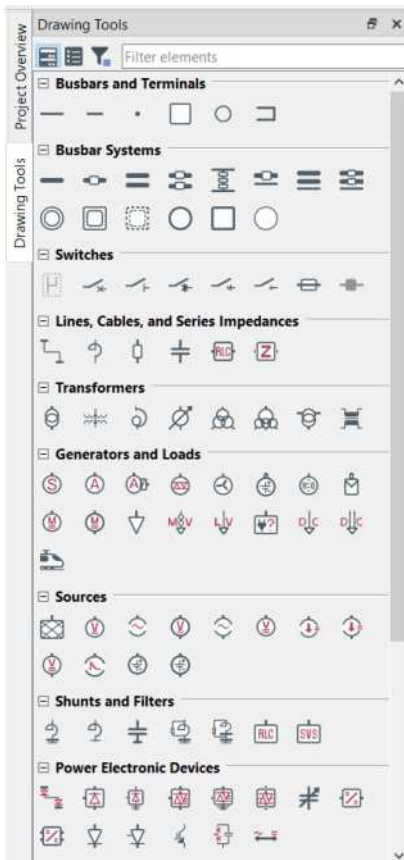 Drawing Tools
Project Overview
Drawing Tools
Filter elements
Busbars and Terminals
Busbar Systems
Switches
Lines, Cables, and Series Impedances
RLC
Z
Transformers
Generators and Loads
S A A
M M M V L V ? D C D C
Sources
V V V
V
Shunts and Filters
RLC SVS
Power Electronic Devices